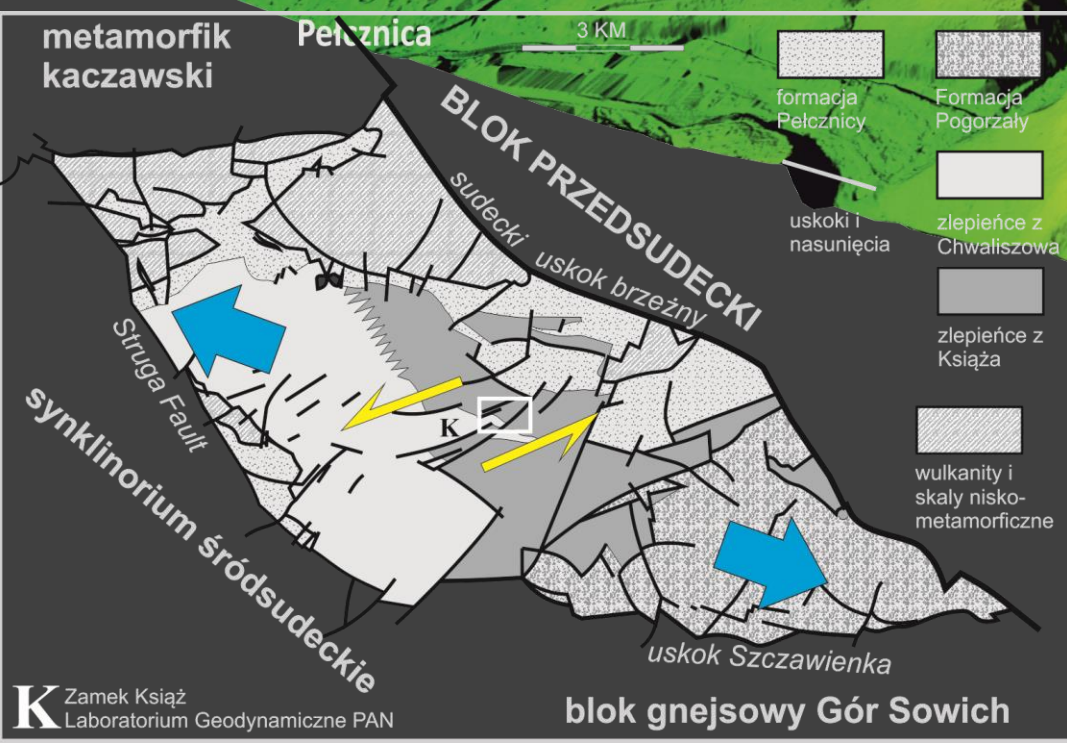 metamorfik
kaczawski
Pełcznica
3 KM
BLOK PRZEDSUDECKI
sudecki
uskok brzeżny
Struga Fault
synklinorium śródsudeckie
K
uskok Szczawienka
blok gnejsowy Gór Sowich
formacja
Pełcznicy
Formacja
Pogorzały
uskoki i
nasunięcia
zlepieńce z
Chwaliszowa
zlepieńce z
Książa
wulkanity i
skaly nisko-
metamorficzne
K Zamek Książ
Laboratorium Geodynamiczne PAN